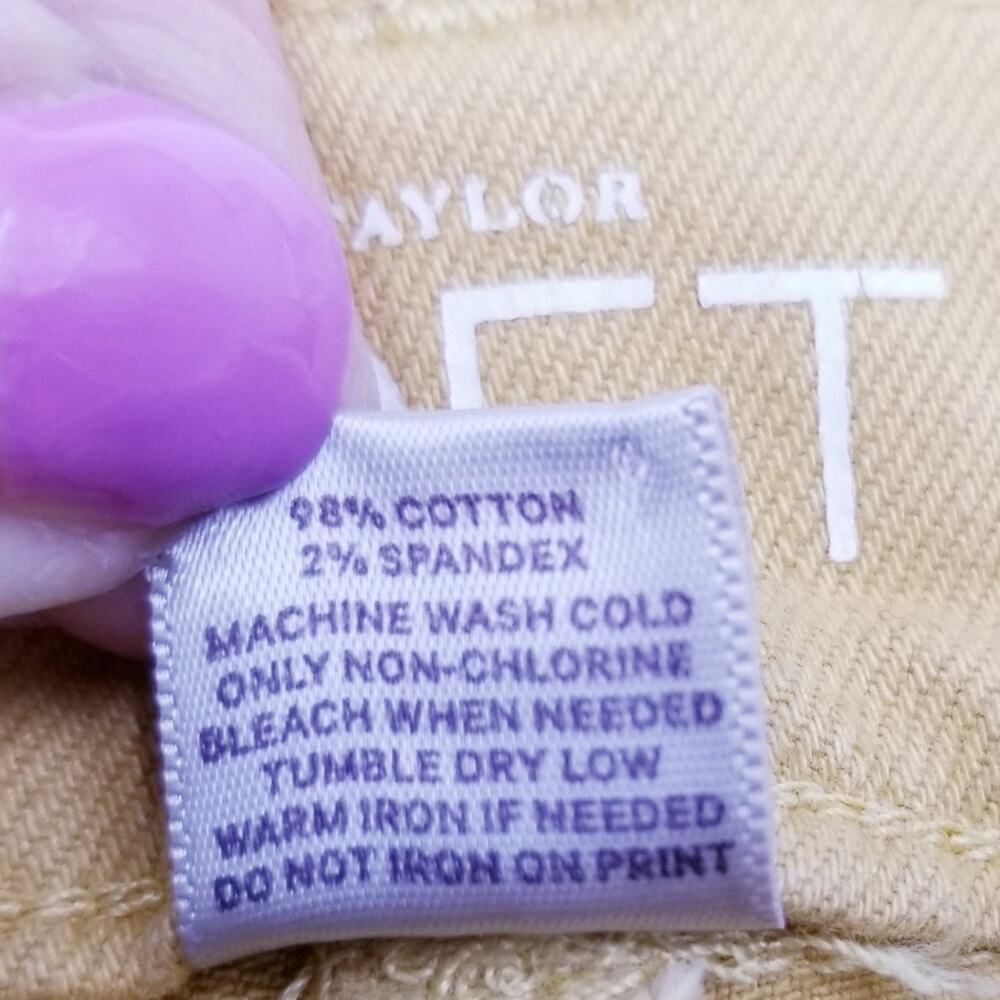 TAYLOR
FT
98% COTTON
2% SPANDEX
MACHINE WASH COLD
ONLY NON-CHLORINE
BLEACH WHEN NEEDED
TUMBLE DRY LOW
WARM IRON IF NEEDED
DO NOT IRON ON PRINT